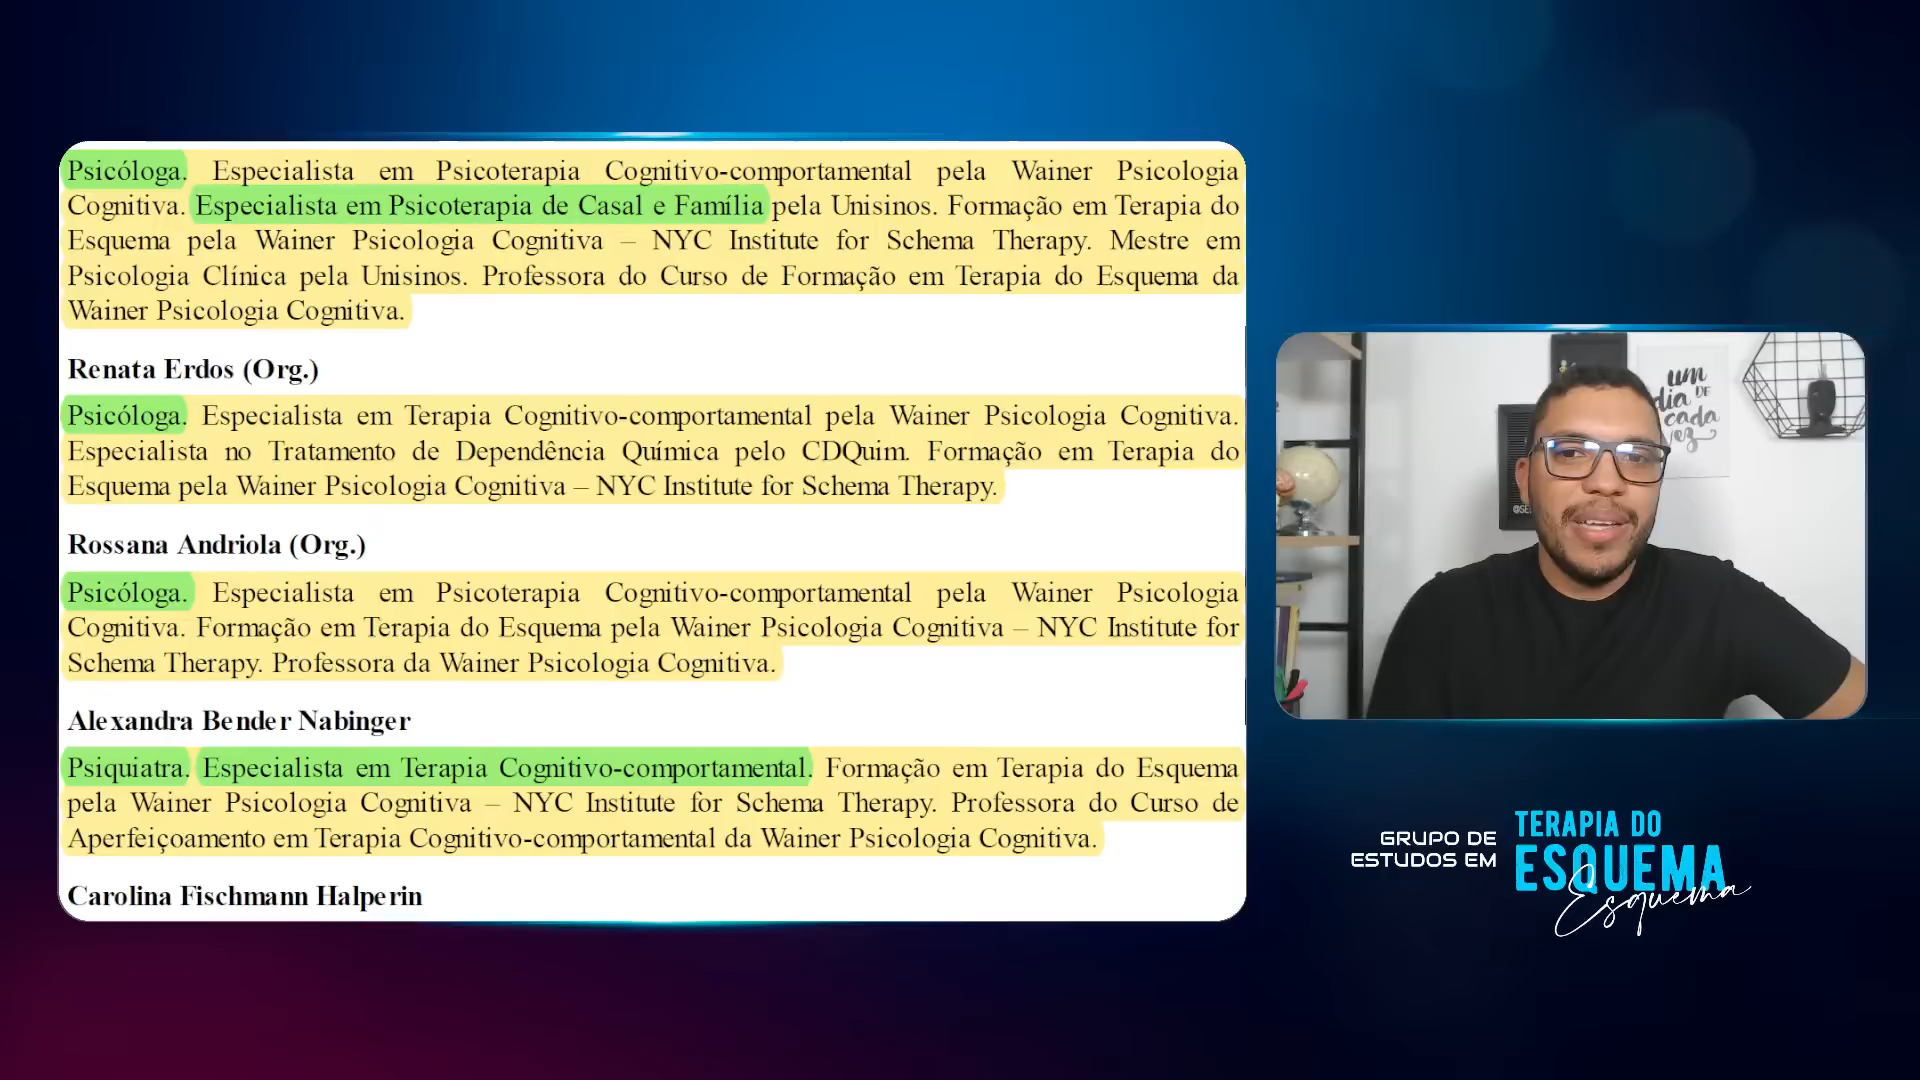 Psicóloga. Especialista em Psicoterapia Cognitivo-comportamental pela Wainer Psicologia
Cognitiva. Especialista em Psicoterapia de Casal e Família pela Unisinos. Formação em Terapia do
Esquema pela Wainer Psicologia Cognitiva – NYC Institute for Schema Therapy. Mestre em
Psicologia Clínica pela Unisinos. Professora do Curso de Formação em Terapia do Esquema da
Wainer Psicologia Cognitiva.
Renata Erdos (Org.)
Psicóloga. Especialista em Terapia Cognitivo-comportamental pela Wainer Psicologia Cognitiva.
Especialista no Tratamento de Dependência Química pelo CDQuim. Formação em Terapia do
Esquema pela Wainer Psicologia Cognitiva – NYC Institute for Schema Therapy.
Rossana Andriola (Org.)
Psicóloga. Especialista em Psicoterapia Cognitivo-comportamental pela Wainer Psicologia
Cognitiva. Formação em Terapia do Esquema pela Wainer Psicologia Cognitiva – NYC Institute for
Schema Therapy. Professora da Wainer Psicologia Cognitiva.
Alexandra Bender Nabinger
Psiquiatra. Especialista em Terapia Cognitivo-comportamental. Formação em Terapia do Esquema
pela Wainer Psicologia Cognitiva – NYC Institute for Schema Therapy. Professora do Curso de
Aperfeiçoamento em Terapia Cognitivo-comportamental da Wainer Psicologia Cognitiva.
Carolina Fischmann Halperin
um
dia DE
cada
vez
GRUPO DE
ESTUDOS EM
TERAPIA DO
ESQUEMA
Esquema